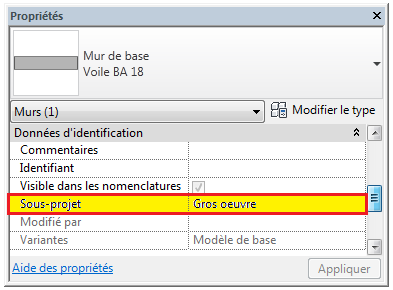 Propriétés
Mur de base
Voile BA 18
Murs (1)
Modifier le type
Données d'identification
Commentaires
Identifiant
Visible dans les nomenclatures
Sous-projet Gros oeuvre
Modifié par
Variantes Modèle de base
Aide des propriétés
Appliquer